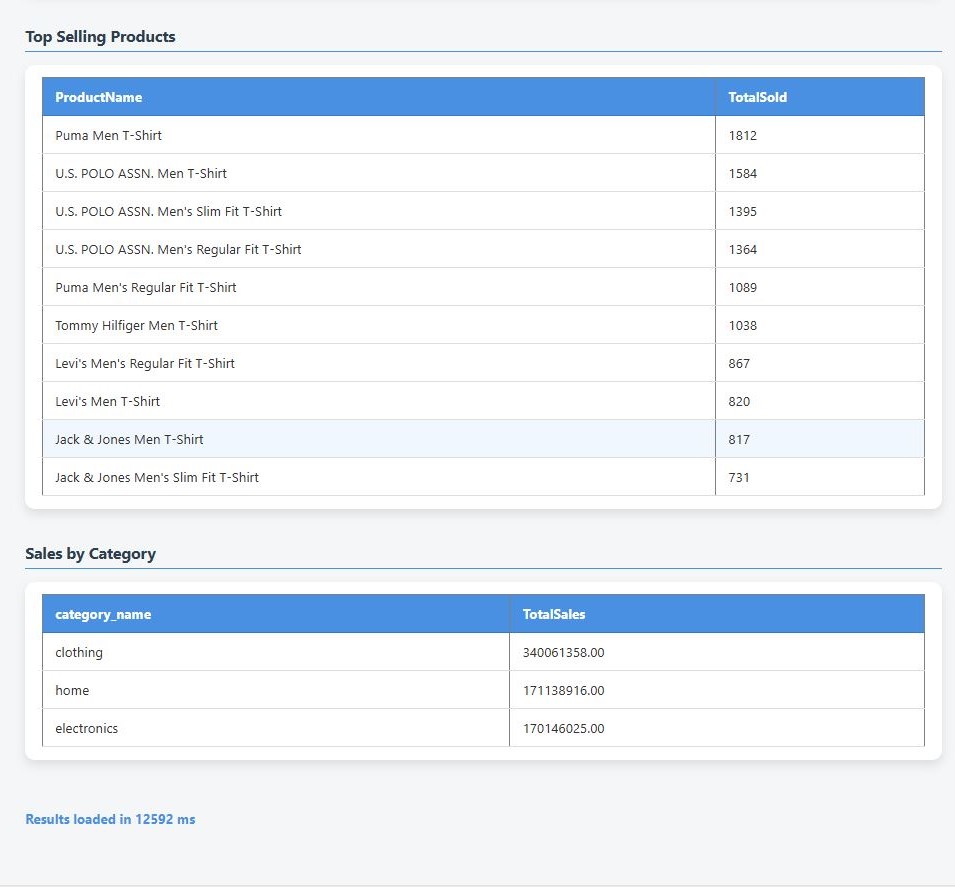 Top Selling Products
ProductName TotalSold
Puma Men T-Shirt 1812
U.S. POLO ASSN. Men T-Shirt 1584
U.S. POLO ASSN. Men's Slim Fit T-Shirt 1395
U.S. POLO ASSN. Men's Regular Fit T-Shirt 1364
Puma Men's Regular Fit T-Shirt 1089
Tommy Hilfiger Men T-Shirt 1038
Levi's Men's Regular Fit T-Shirt 867
Levi's Men T-Shirt 820
Jack & Jones Men T-Shirt 817
Jack & Jones Men's Slim Fit T-Shirt 731
Sales by Category
category_name TotalSales
clothing 340061358.00
home 171138916.00
electronics 170146025.00
Results loaded in 12592 ms